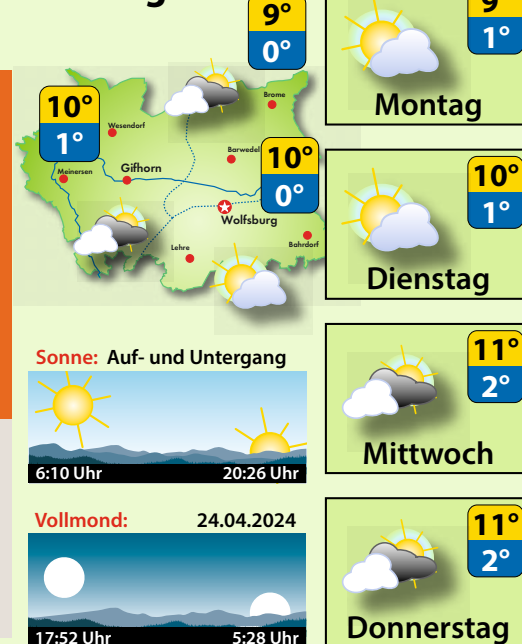 9°
0°
10°
1°
Brome
Wesendorf
Barwedel
10°
0°
Meinersen
Gifhorn
Wolfsburg
Lehre
Bahrdorf
Sonne: Auf- und Untergang
6:10 Uhr 20:26 Uhr
Vollmond: 24.04.2024
17:52 Uhr 5:28 Uhr
9°
1°
Montag
10°
1°
Dienstag
11°
2°
Mittwoch
11°
2°
Donnerstag